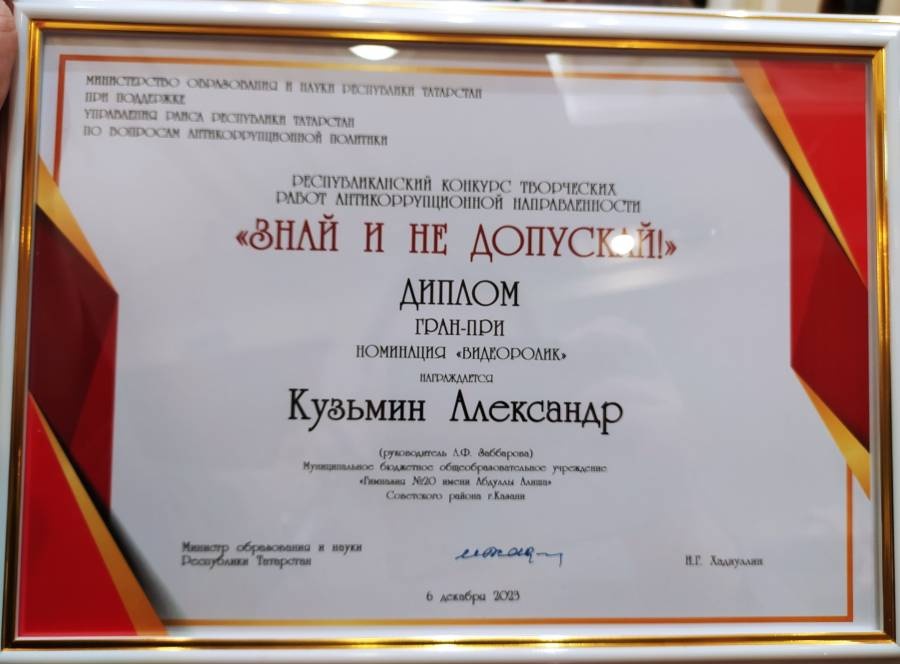 МИНИСТЕРСТВО ОБРАЗОВАНИЯ И НАУКИ РЕСПУБЛИКИ ТАТАРСТАН
ПРИ ПОДДЕРЖКЕ
УПРАВЛЕНИЯ РАИСА РЕСПУБЛИКИ ТАТАРСТАН
ПО ВОПРОСАМ АНТИКОРРУПЦИОННОЙ ПОЛИТИКИ
РЕСПУБЛИКАНСКИЙ КОНКУРС ТВОРЧЕСКИХ
РАБОТ АНТИКОРРУПЦИОННОЙ НАПРАВЛЕННОСТИ
«ЗНАЙ И НЕ ДОПУСКАЙ!»
ДИПЛОМ
ГРАН-ПРИ
НОМИНАЦИЯ «ВИДЕОРОЛИК»
НАГРАЖДАЕТСЯ
Кузьмин Александр
(руководитель Л.Ф. Заббарова)
Муниципальное бюджетное общеобразовательное учреждение
«Гимназия №20 имени Абдуллы Алиша»
Советского района г.Казани
Министр образования и науки
Республики Татарстан
И.Г. Хадиуллин
6 декабря 2023